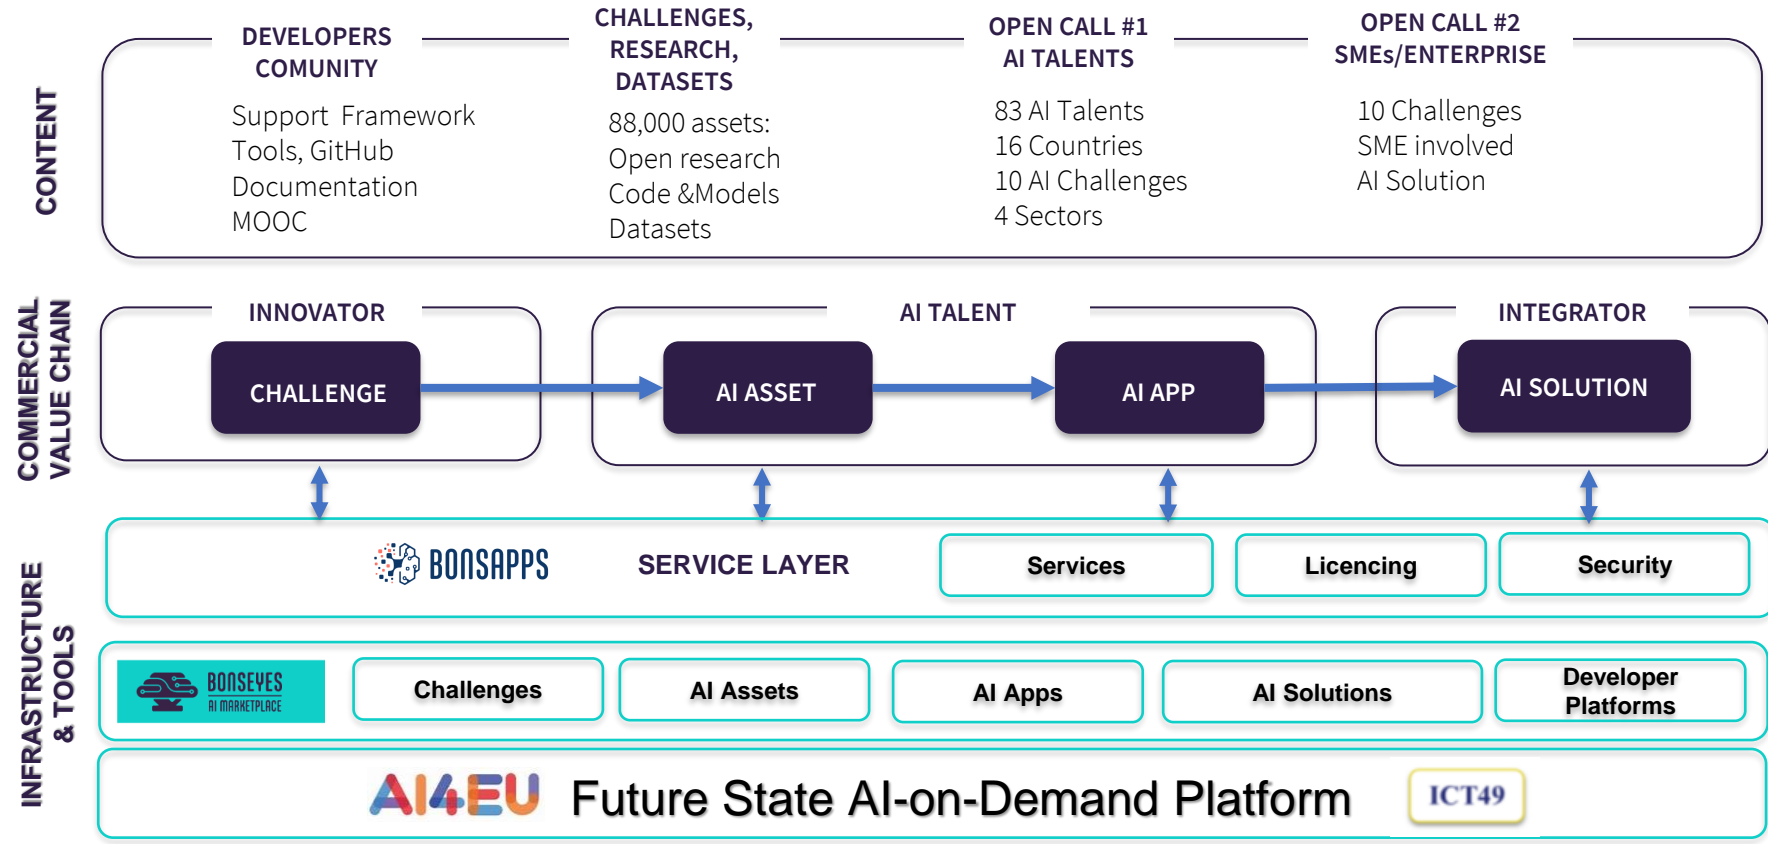 CONTENT
DEVELOPERS
COMUNITY
Support Framework
Tools, GitHub
Documentation
MOOC
CHALLENGES,
RESEARCH,
DATASETS
88,000 assets:
Open research
Code &Models
Datasets
OPEN CALL #1
AI TALENTS
83 AI Talents
16 Countries
10 AI Challenges
4 Sectors
OPEN CALL #2
SMEs/ENTERPRISE
10 Challenges
SME involved
AI Solution
COMMERCIAL
VALUE CHAIN
INNOVATOR
CHALLENGE
AI TALENT
AI ASSET
AI APP
INTEGRATOR
AI SOLUTION
INFRASTRUCTURE
& TOOLS
BONSAPPS
SERVICE LAYER
Services
Licencing
Security
BONSEYES
AI MARKETPLACE
Challenges
AI Assets
AI Apps
AI Solutions
Developer
Platforms
AI4EU
Future State AI-on-Demand Platform
ICT49